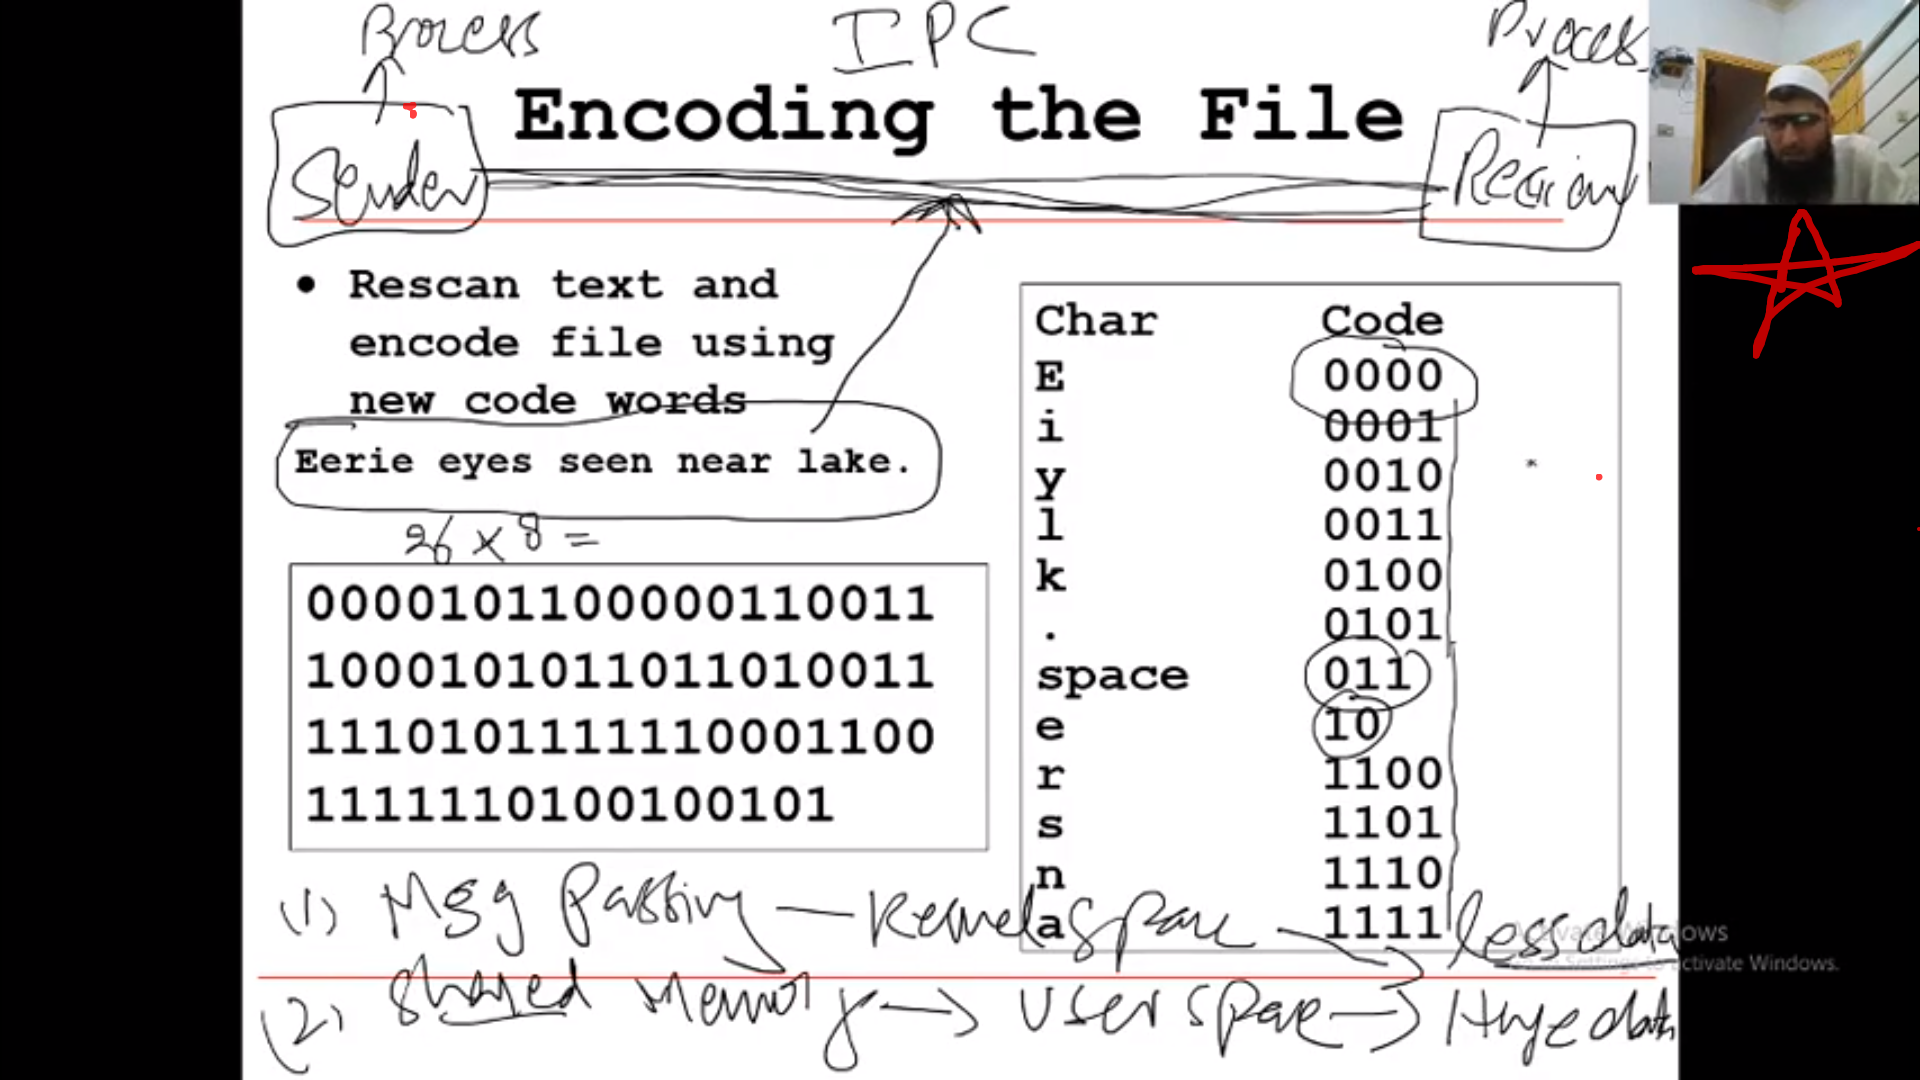 Process IPC Process
Encoding the File
Sender
• Rescan text and
encode file using
new code words
Eerie eyes seen near lake.
26 x 8 =
0000101100000110011
1000101011011010011
1110101111110001100
1111110100100101
Char Code
E 0000
i 0001
y 0010
l 0011
k 0100
. 0101
space 011
e 10
r 1100
s 1101
n 1110
a 1111
(1) Msg Passing — Kernel space → less data
(2) shared memory → user space → Huge data
Activate Windows
Go to Settings to activate Windows.